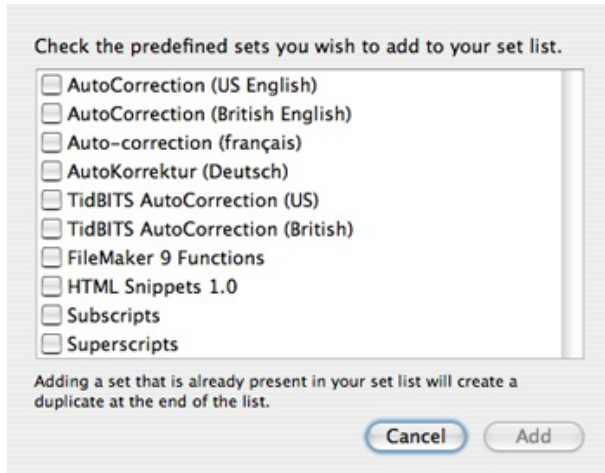 Check the predefined sets you wish to add to your set list.
AutoCorrection (US English)
AutoCorrection (British English)
Auto-correction (français)
AutoKorrektur (Deutsch)
TidBITS AutoCorrection (US)
TidBITS AutoCorrection (British)
FileMaker 9 Functions
HTML Snippets 1.0
Subscripts
Superscripts
Adding a set that is already present in your set list will create a
duplicate at the end of the list.
Cancel Add